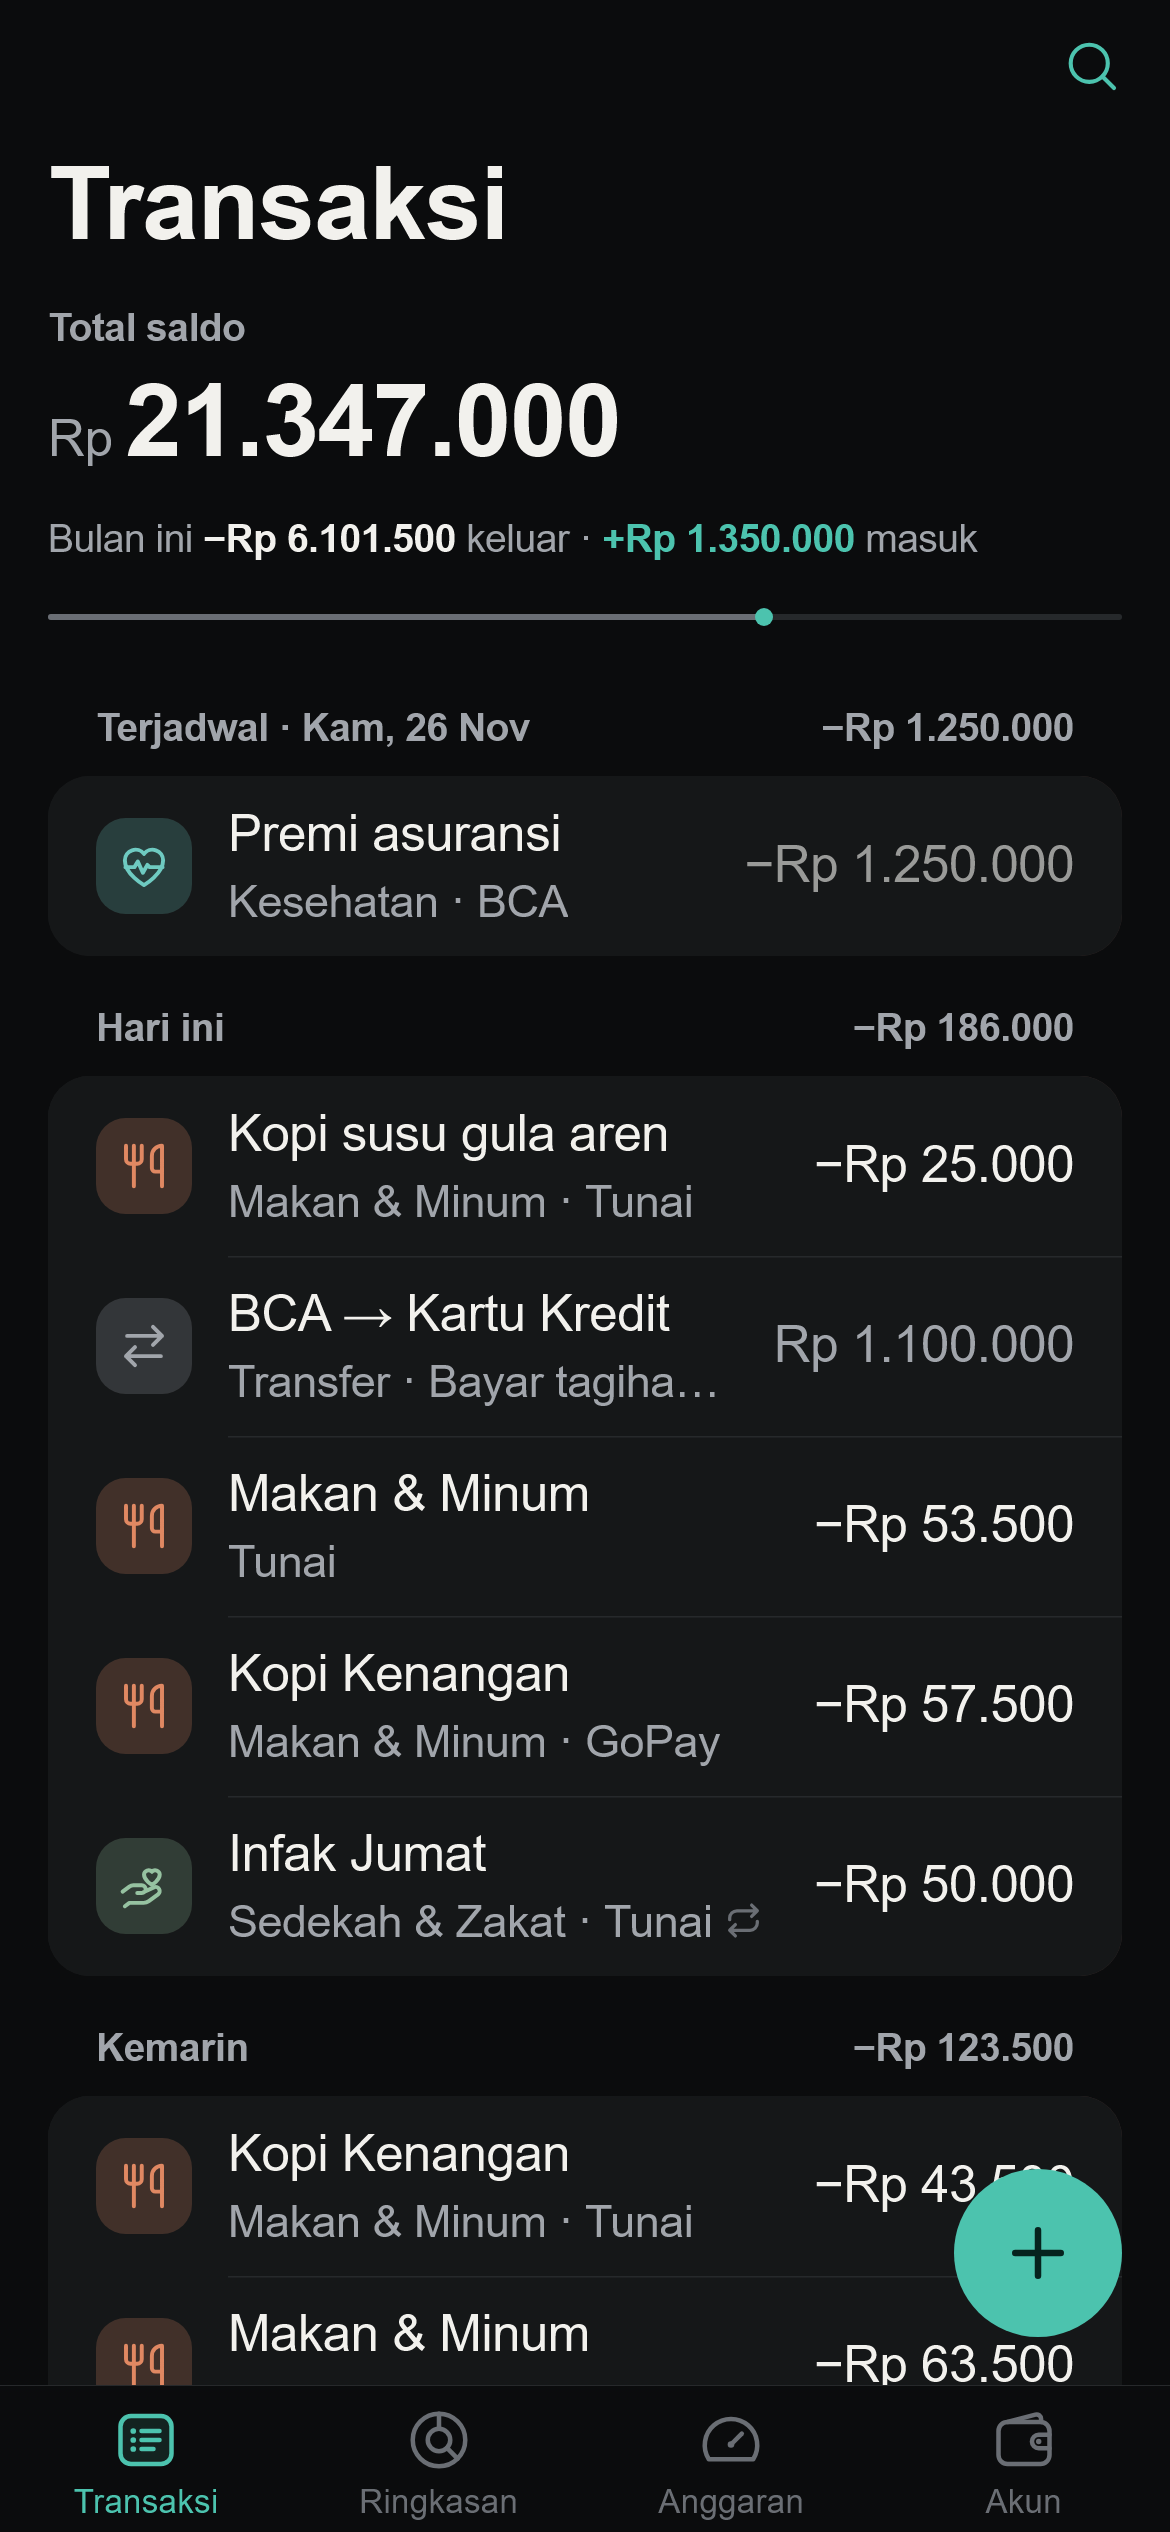 Transaksi
Total saldo
Rp 21.347.000
Bulan ini −Rp 6.101.500 keluar · +Rp 1.350.000 masuk
Terjadwal · Kam, 26 Nov −Rp 1.250.000
Premi asuransi
Kesehatan · BCA
−Rp 1.250.000
Hari ini −Rp 186.000
Kopi susu gula aren
Makan & Minum · Tunai
−Rp 25.000
BCA → Kartu Kredit
Transfer · Bayar tagiha…
Rp 1.100.000
Makan & Minum
Tunai
−Rp 53.500
Kopi Kenangan
Makan & Minum · GoPay
−Rp 57.500
Infak Jumat
Sedekah & Zakat · Tunai
−Rp 50.000
Kemarin −Rp 123.500
Kopi Kenangan
Makan & Minum · Tunai
−Rp
Makan & Minum
−Rp 63.500
Transaksi
Ringkasan
Anggaran
Akun